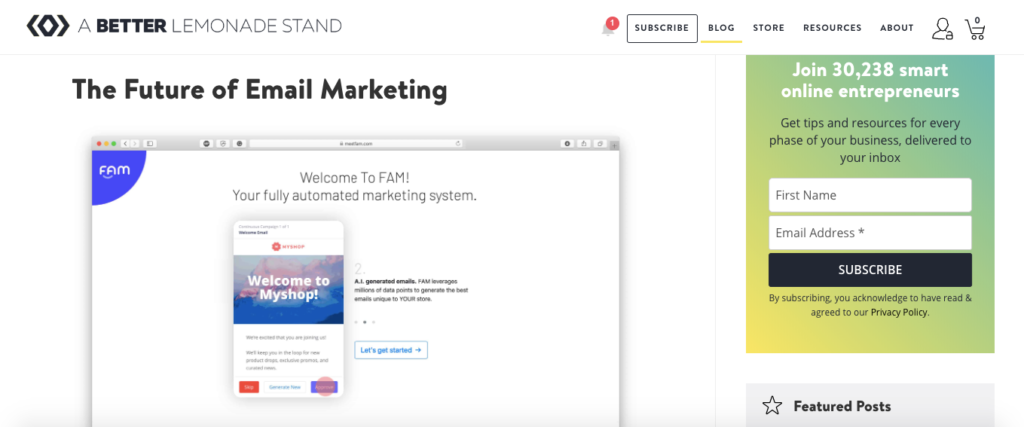 A BETTER LEMONADE STAND
1
SUBSCRIBE
BLOG
STORE
RESOURCES
ABOUT
0
The Future of Email Marketing
meetfam.com
FAM
Welcome To FAM!
Your fully automated marketing system.
Continuous Campaign 1 of 1
Welcome Email
MYSHOP
Welcome to
Myshop!
We're excited that you are joining us!
We'll keep you in the loop for new
product drops, exclusive promos, and
curated news.
Skip
Generate New
2.
A.I. generated emails. FAM leverages
millions of data points to generate the best
emails unique to YOUR store.
Let's get started →
Join 30,238 smart
online entrepreneurs
Get tips and resources for every
phase of your business, delivered to
your inbox
First Name
Email Address *
SUBSCRIBE
By subscribing, you acknowledge to have read &
agreed to our Privacy Policy.
Featured Posts